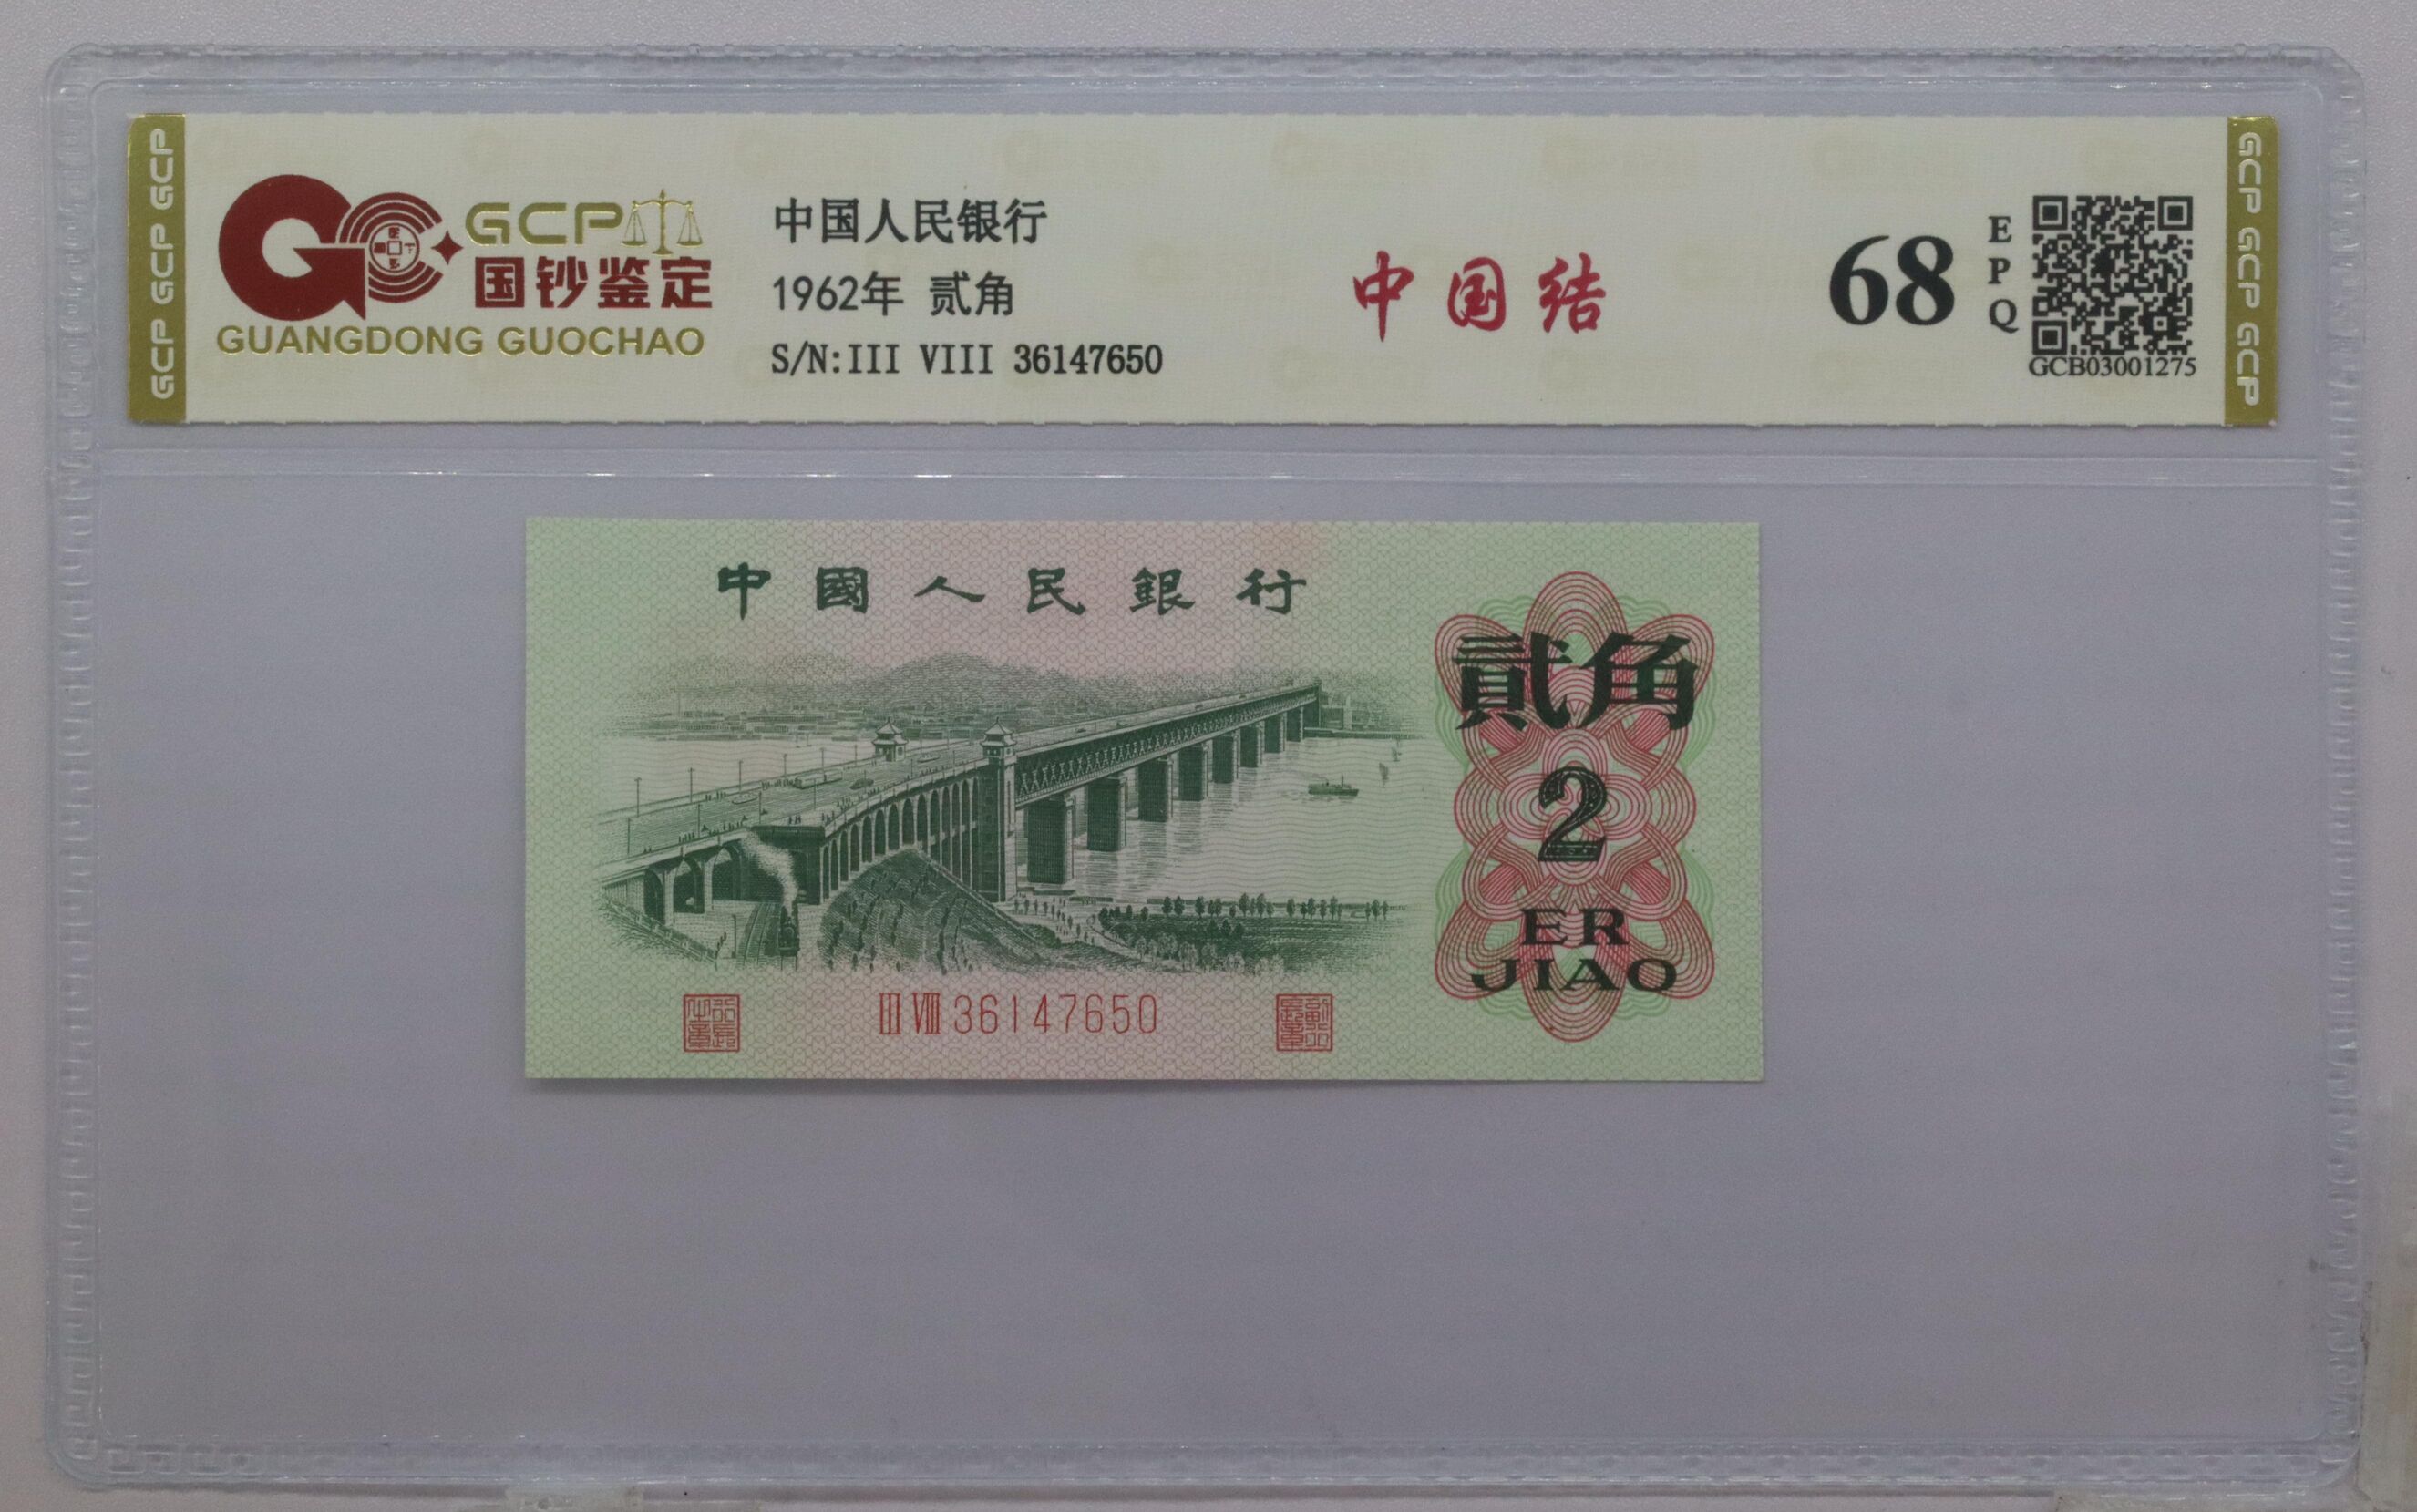 GCP GCP GCP
GCP
国钞鉴定
GUANGDONG GUOCHAO
中国人民银行
1962年 贰角
S/N:III VIII 36147650
中国结
68
EPQ
GCB03001275
GCP GCP GCP
中國人民銀行
貳角
2
ER
JIAO
III VIII 36147650